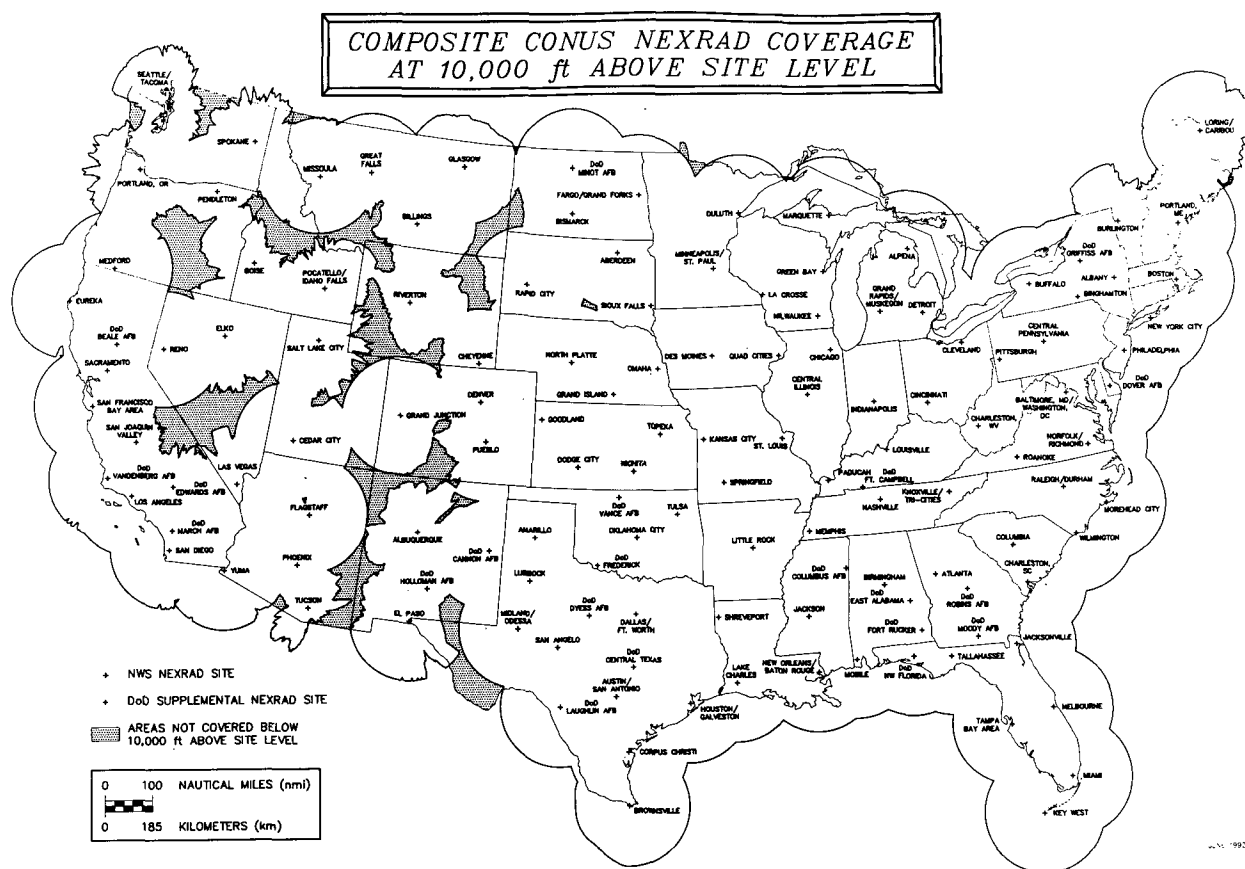 COMPOSITE CONUS NEXRAD COVERAGE
AT 10,000 ft ABOVE SITE LEVEL
SEATTLE/
TACOMA
SPOKANE
PORTLAND, OR
PENDLETON
MISSOULA
GREAT
FALLS
GLASGOW
BILLINGS
DoD
MINOT AFB
FARGO/GRAND FORKS
BISMARCK
DULUTH
MARQUETTE
LORING/
CARIBOU
PORTLAND,
ME
BURLINGTON
MEDFORD
BOISE
POCATELLO/
IDAHO FALLS
RIVERTON
RAPID CITY
ABERDEEN
SIOUX FALLS
MINNEAPOLIS/
ST. PAUL
LA CROSSE
GREEN BAY
MILWAUKEE
ALPENA
GRAND
RAPIDS/
MUSKEGON
DETROIT
DoD
GRIFFISS AFB
ALBANY
BOSTON
BUFFALO
BINGHAMTON
NEW YORK CITY
EUREKA
DoD
BEALE AFB
SACRAMENTO
RENO
ELKO
SALT LAKE CITY
CHEYENNE
NORTH PLATTE
GRAND ISLAND
OMAHA
DES MOINES
QUAD CITIES
CHICAGO
CENTRAL
ILLINOIS
INDIANAPOLIS
CLEVELAND
CINCINNATI
PITTSBURGH
CENTRAL
PENNSYLVANIA
PHILADELPHIA
DoD
DOVER AFB
SAN FRANCISCO
BAY AREA
SAN JOAQUIN
VALLEY
DoD
VANDENBERG AFB
LOS ANGELES
DoD
EDWARDS AFB
LAS VEGAS
CEDAR CITY
GRAND JUNCTION
DENVER
PUEBLO
GOODLAND
DODGE CITY
TOPEKA
WICHITA
KANSAS CITY
ST. LOUIS
SPRINGFIELD
PADUCAH
DoD
FT. CAMPBELL
LOUISVILLE
CHARLESTON,
WV
BALTIMORE, MD/
WASHINGTON,
DC
NORFOLK/
RICHMOND
ROANOKE
RALEIGH/DURHAM
MOREHEAD CITY
WILMINGTON
DoD
MARCH AFB
SAN DIEGO
YUMA
FLAGSTAFF
PHOENIX
TUCSON
ALBUQUERQUE
DoD
HOLLOMAN AFB
DoD
CANNON AFB
EL PASO
AMARILLO
LUBBOCK
MIDLAND/
ODESSA
DoD
VANCE AFB
TULSA
OKLAHOMA CITY
DoD
FREDERICK
DoD
DYESS AFB
DALLAS/
FT. WORTH
SAN ANGELO
DoD
CENTRAL TEXAS
AUSTIN/
SAN ANTONIO
DoD
LAUGHLIN AFB
HOUSTON/
GALVESTON
CORPUS CHRISTI
BROWNSVILLE
LITTLE ROCK
MEMPHIS
NASHVILLE
KNOXVILLE/
TRI-CITIES
SHREVEPORT
LAKE
CHARLES
JACKSON
NEW ORLEANS/
BATON ROUGE
DoD
COLUMBUS AFB
BIRMINGHAM
DoD
EAST ALABAMA
DoD
FORT RUCKER
MOBILE
DoD
NW FLORIDA
ATLANTA
DoD
ROBINS AFB
DoD
MOODY AFB
COLUMBIA
CHARLESTON,
SC
JACKSONVILLE
TALLAHASSEE
TAMPA
BAY AREA
MELBOURNE
MIAMI
KEY WEST
+ NWS NEXRAD SITE
+ DoD SUPPLEMENTAL NEXRAD SITE
AREAS NOT COVERED BELOW
10,000 ft ABOVE SITE LEVEL
0 100 NAUTICAL MILES (nmi)
0 185 KILOMETERS (km)